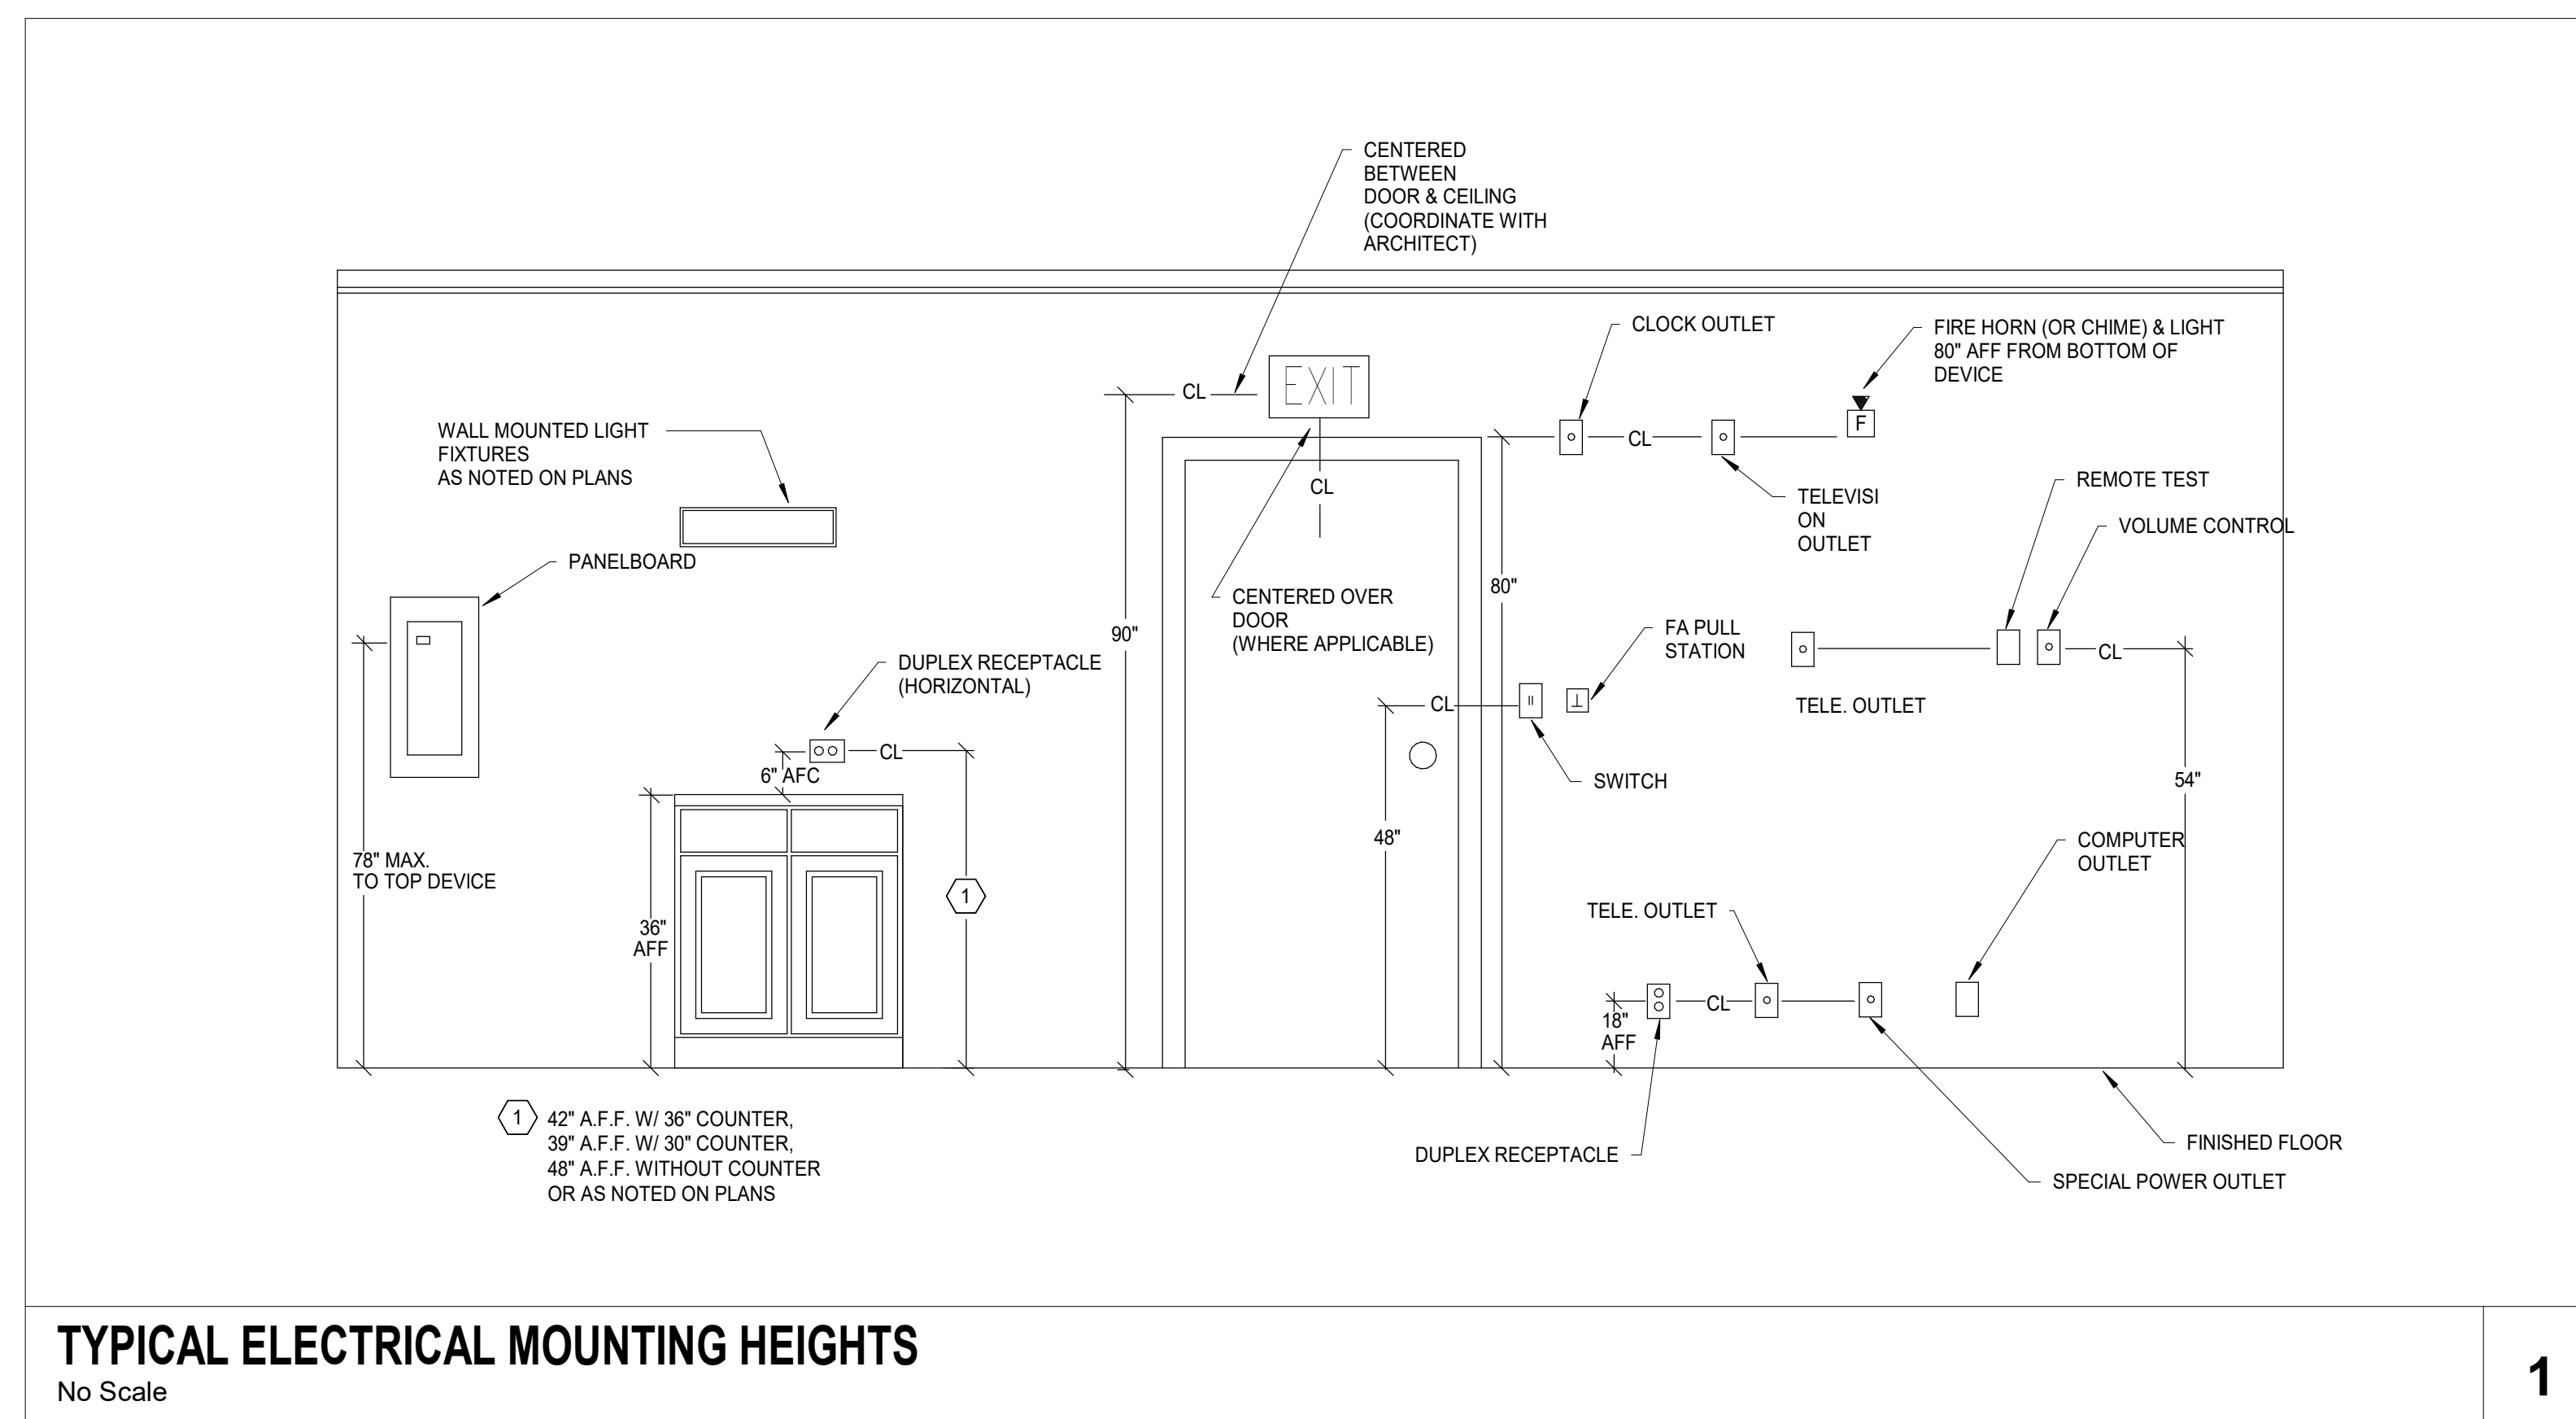 CENTERED
BETWEEN
DOOR & CEILING
(COORDINATE WITH
ARCHITECT)
CLOCK OUTLET
FIRE HORN (OR CHIME) & LIGHT
80" AFF FROM BOTTOM OF
DEVICE
CL
EXIT
F
WALL MOUNTED LIGHT
FIXTURES
AS NOTED ON PLANS
CL
CL
TELEVISI
ON
OUTLET
REMOTE TEST
VOLUME CONTROL
PANELBOARD
80"
CENTERED OVER
DOOR
(WHERE APPLICABLE)
90"
FA PULL
STATION
CL
DUPLEX RECEPTACLE
(HORIZONTAL)
CL
TELE. OUTLET
CL
6" AFC
SWITCH
54"
48"
COMPUTER
OUTLET
78" MAX.
TO TOP DEVICE
1
36"
AFF
TELE. OUTLET
CL
18"
AFF
1
42" A.F.F. W/ 36" COUNTER,
39" A.F.F. W/ 30" COUNTER,
48" A.F.F. WITHOUT COUNTER
OR AS NOTED ON PLANS
DUPLEX RECEPTACLE
FINISHED FLOOR
SPECIAL POWER OUTLET
TYPICAL ELECTRICAL MOUNTING HEIGHTS
No Scale
1